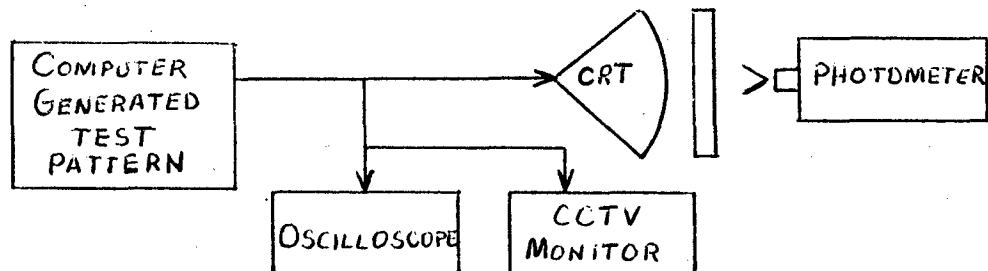 COMPUTER
GENERATED
TEST
PATTERN
CRT
PHOTOMETER
OSCILLOSCOPE
CCTV
MONITOR